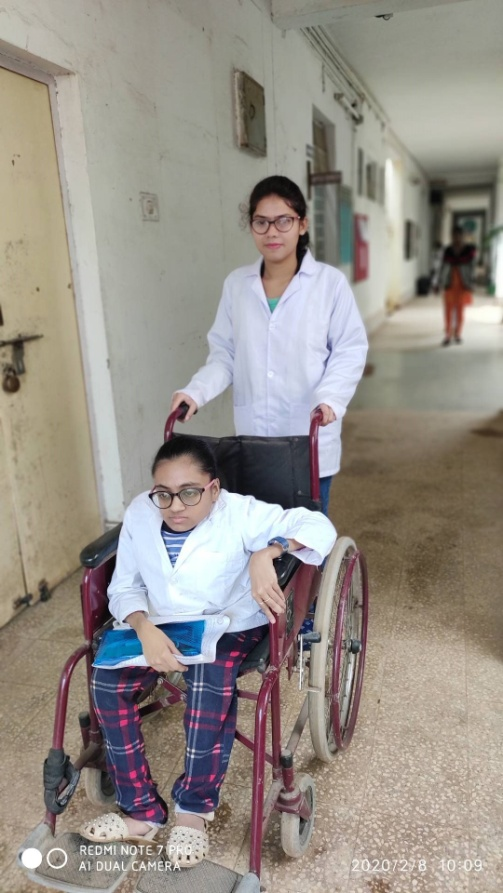 REDMI NOTE 7 PRO
AI DUAL CAMERA
2020/2/8 10:09